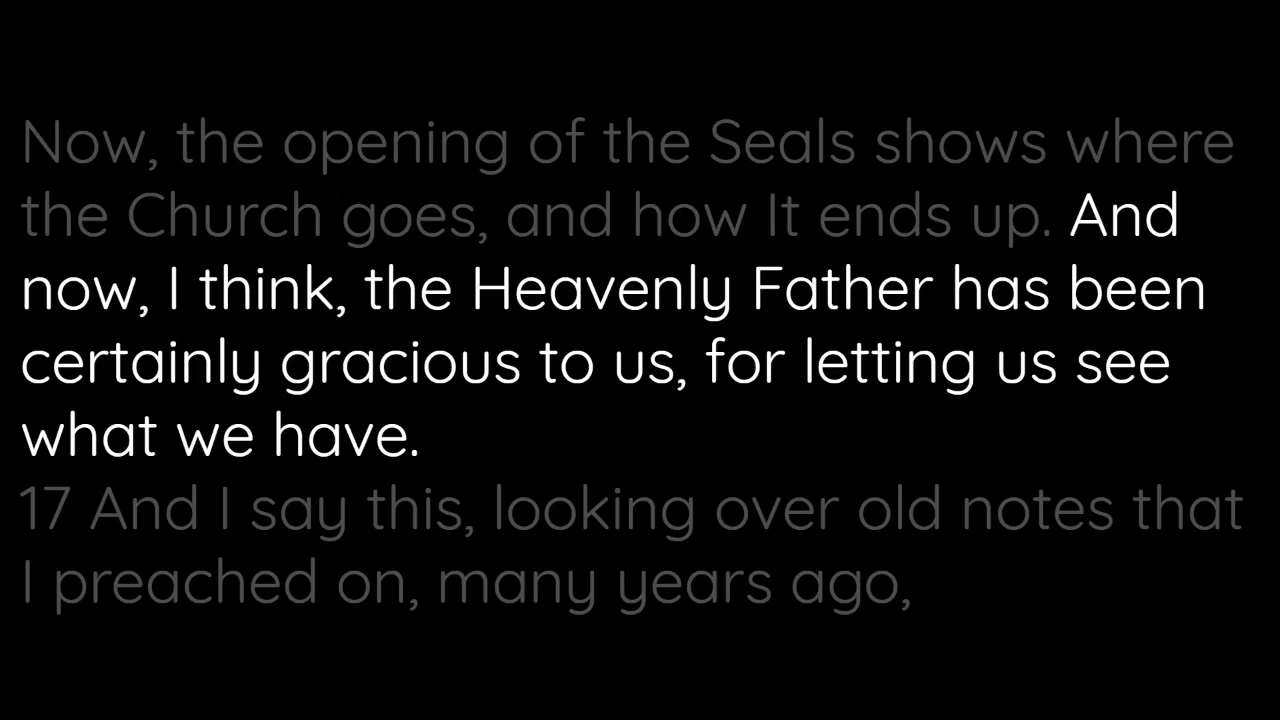 Now, the opening of the Seals shows where
the Church goes, and how It ends up. And
now, I think, the Heavenly Father has been
certainly gracious to us, for letting us see
what we have.
17 And I say this, looking over old notes that
I preached on, many years ago,